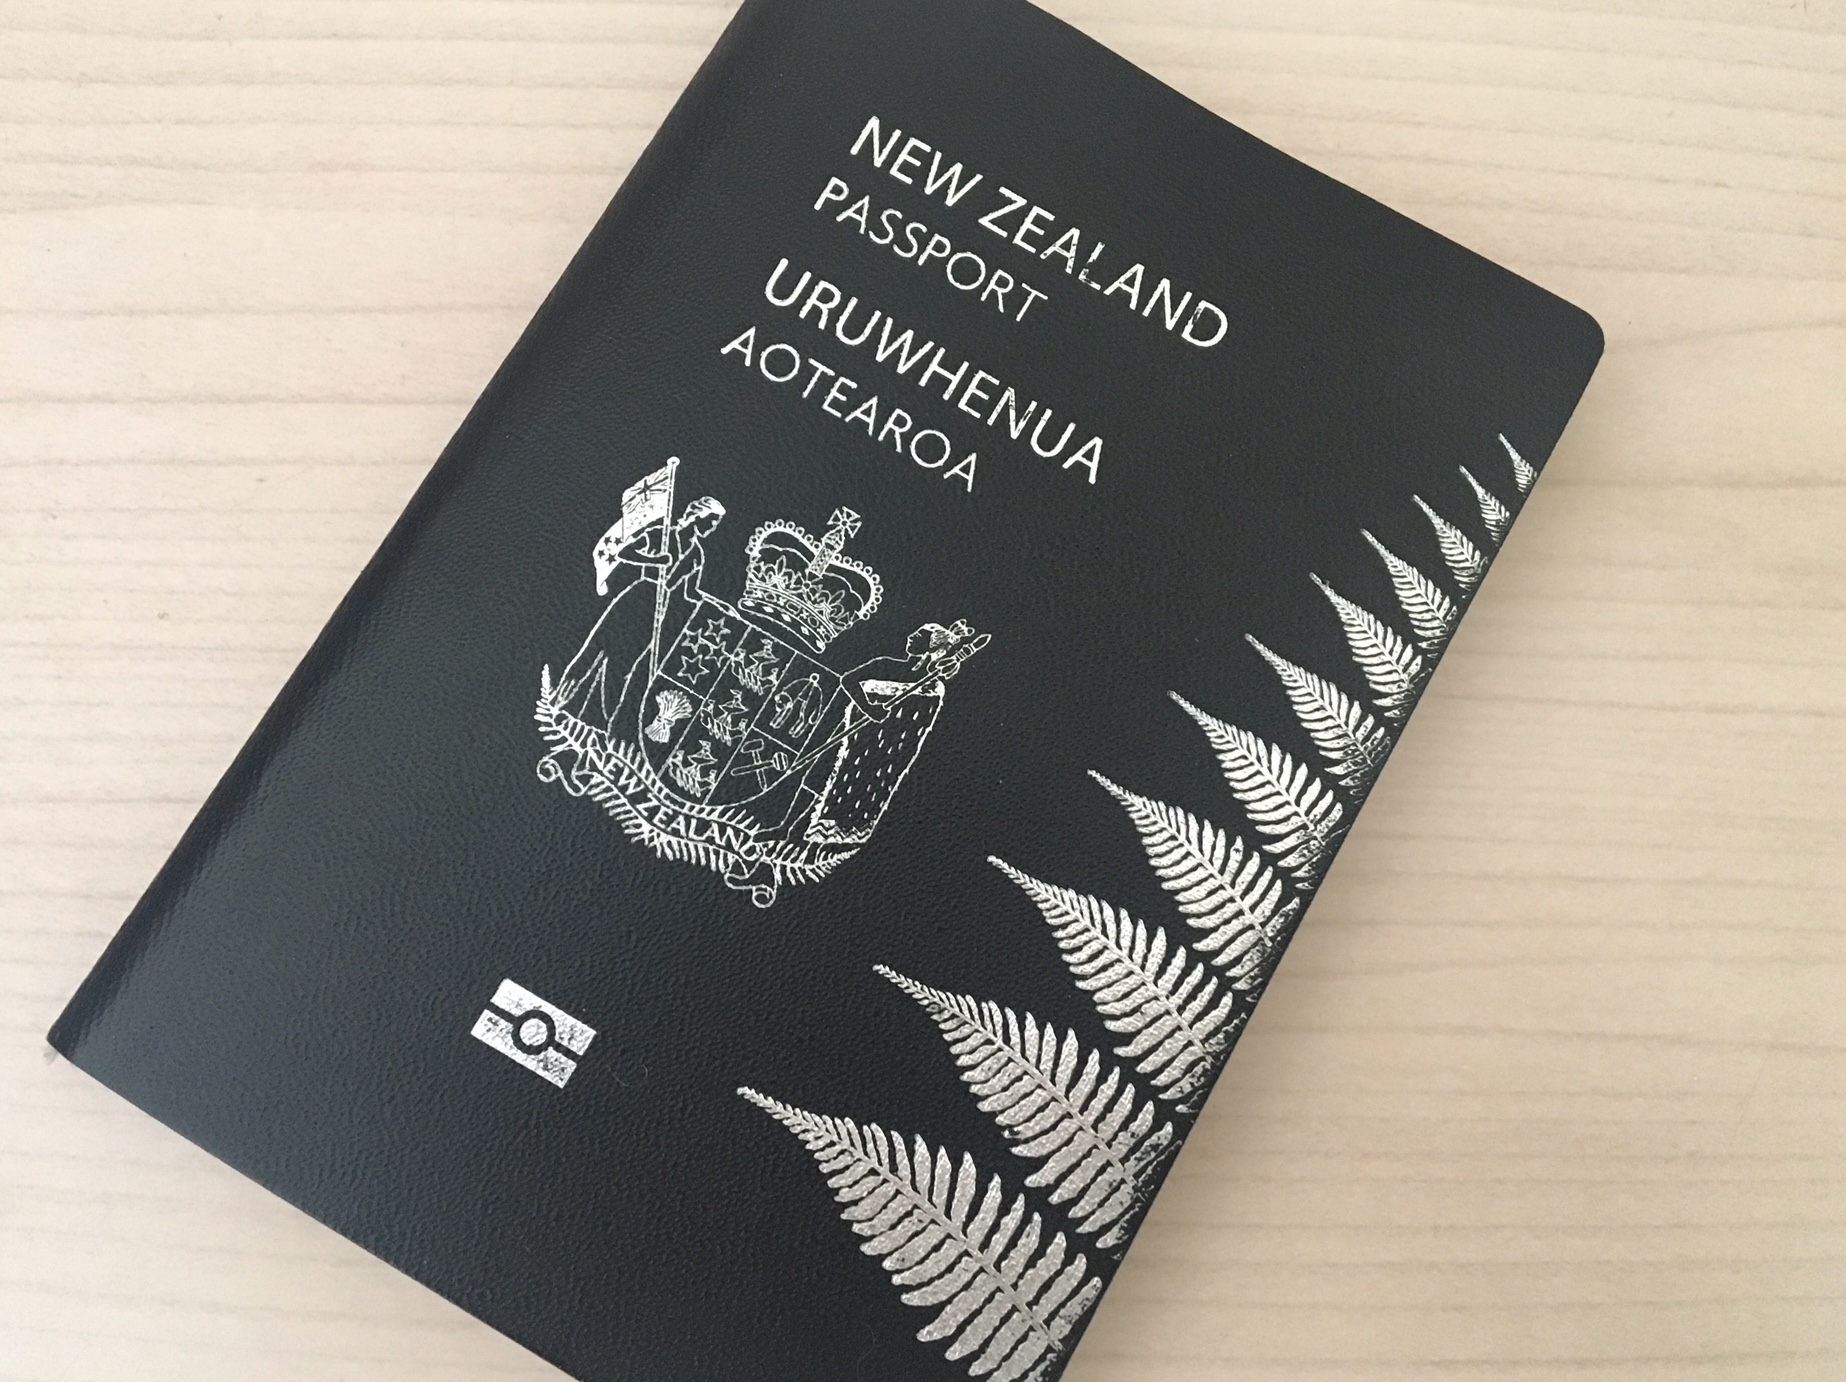 NEW ZEALAND
PASSPORT
URUWHENUA
AOTEAROA
NEW ZEALAND